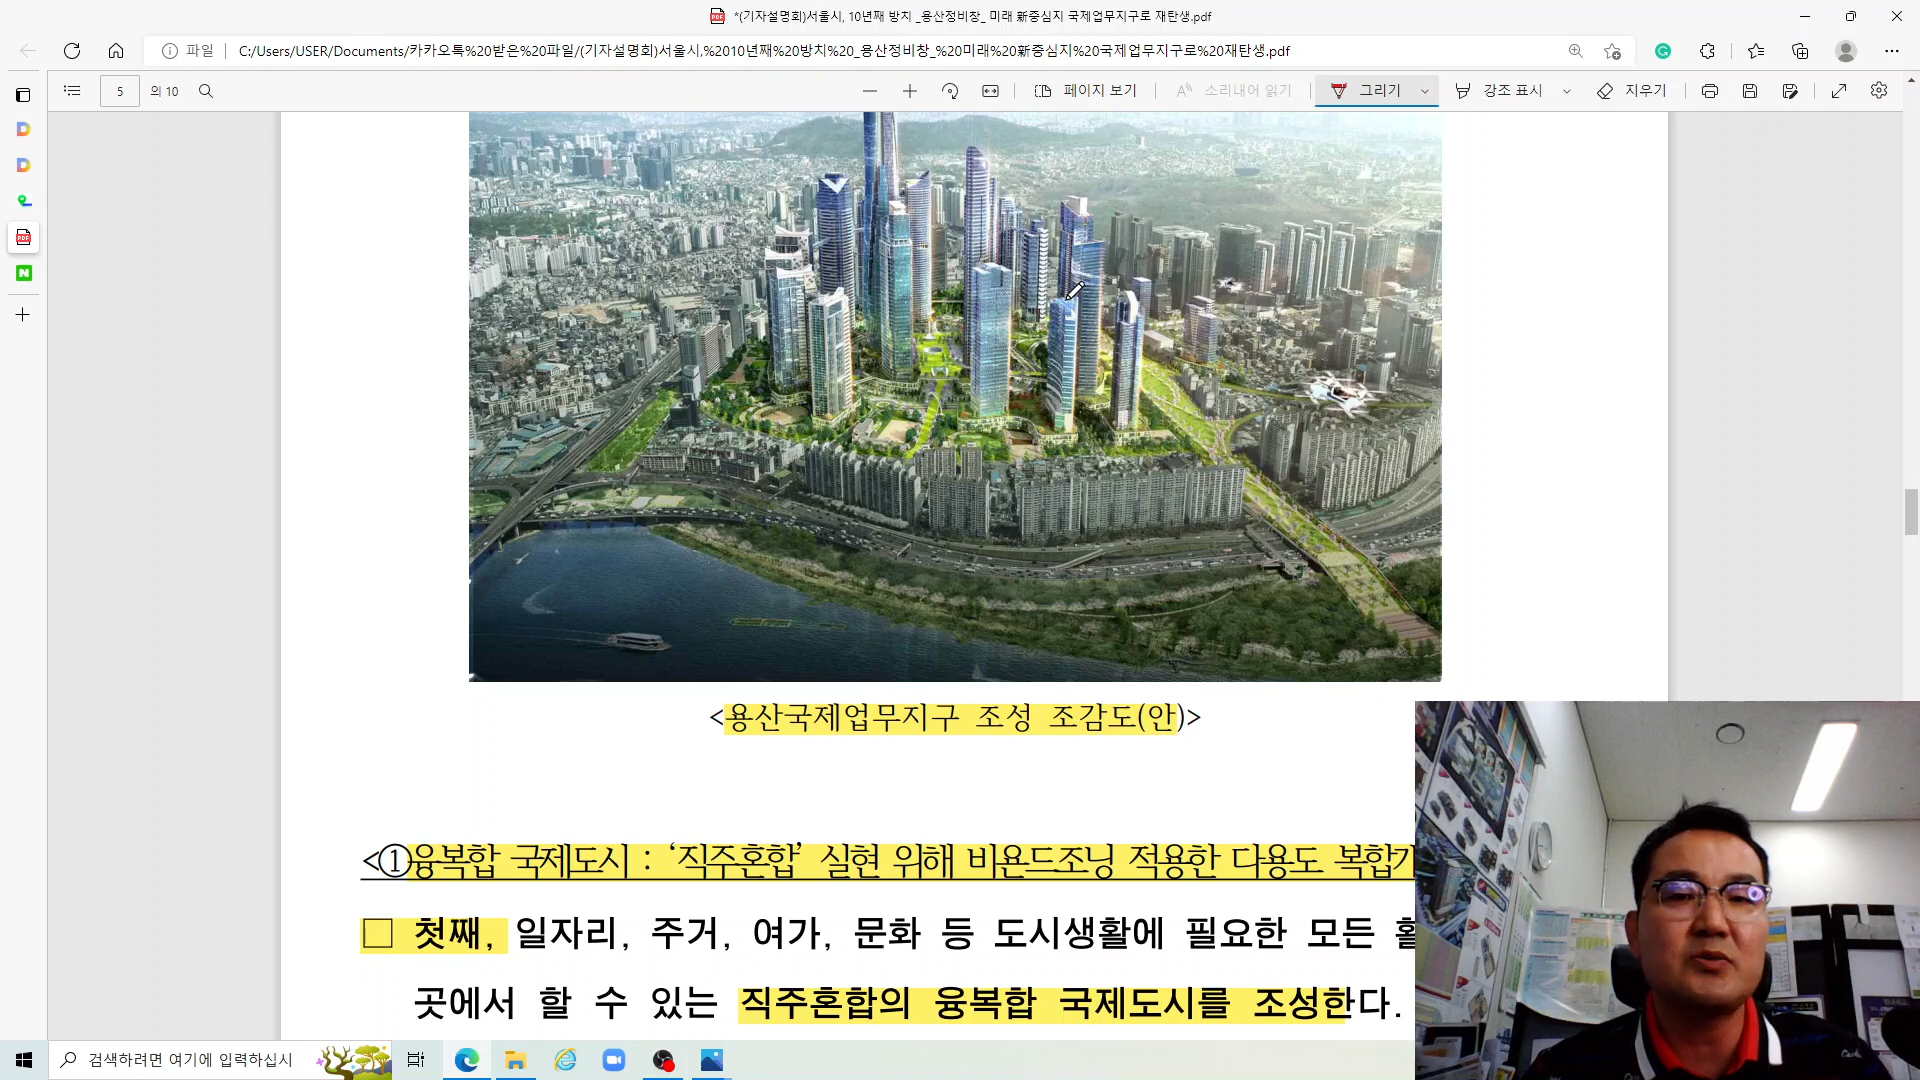 *(기자설명회)서울시, 10년째 방치 _용산정비창_ 미래 新중심지 국제업무지구로 재탄생.pdf
파일 C:/Users/USER/Documents/카카오톡%20받은%20파일/(기자설명회)서울시,%2010년째%20방치%20_용산정비창_%20미래%20新중심지%20국제업무지구로%20재탄생.pdf
5 의 10 페이지 보기 소리내어 읽기 그리기 강조 표시 지우기
<용산국제업무지구 조성 조감도(안)>
<①융복합 국제도시 : ‘직주혼합’ 실현 위해 비욘드조닝 적용한 다용도 복합
□ 첫째, 일자리, 주거, 여가, 문화 등 도시생활에 필요한 모든
곳에서 할 수 있는 직주혼합의 융복합 국제도시를 조성한다.
검색하려면 여기에 입력하십시